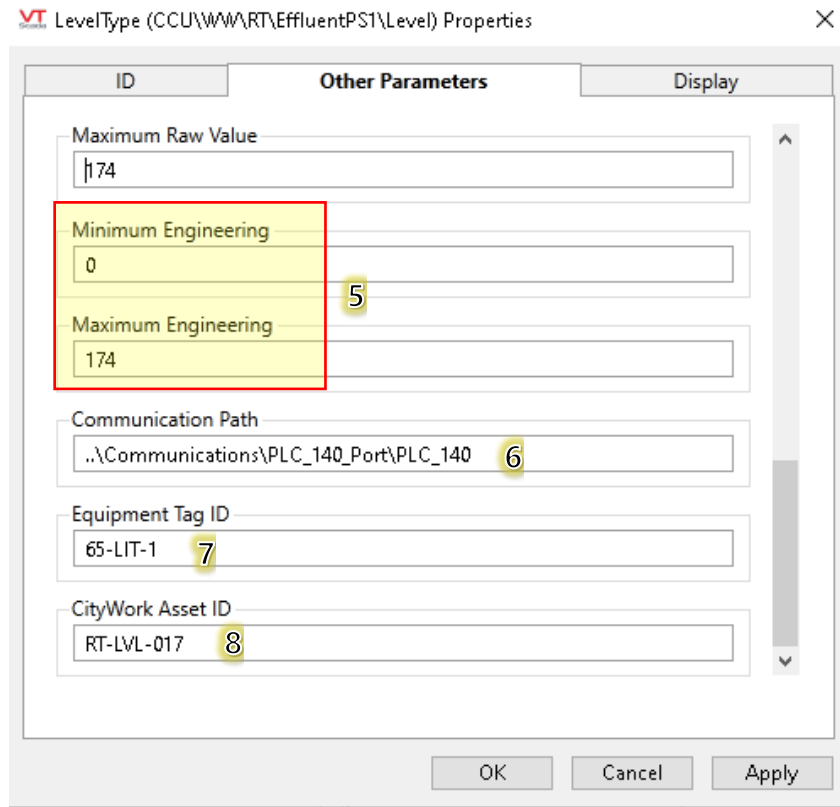 VT Scada LevelType (CCU\WW\RT\EffluentPS1\Level) Properties
ID Other Parameters Display
Maximum Raw Value
174
Minimum Engineering
0
5
Maximum Engineering
174
Communication Path
..\Communications\PLC_140_Port\PLC_140 6
Equipment Tag ID
65-LIT-1 7
CityWork Asset ID
RT-LVL-017 8
OK Cancel Apply